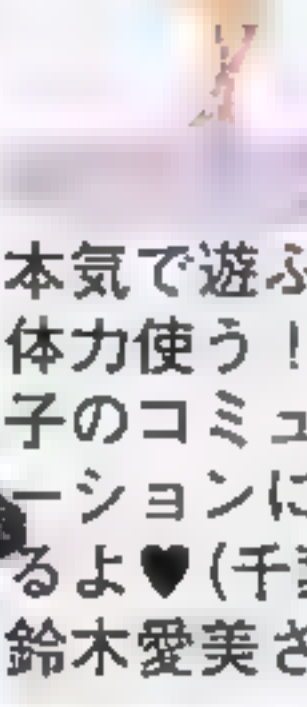 本気で遊ぶ
体力使う！
子のコミュ
ーションに
るよ♥(千
鈴木愛美さ